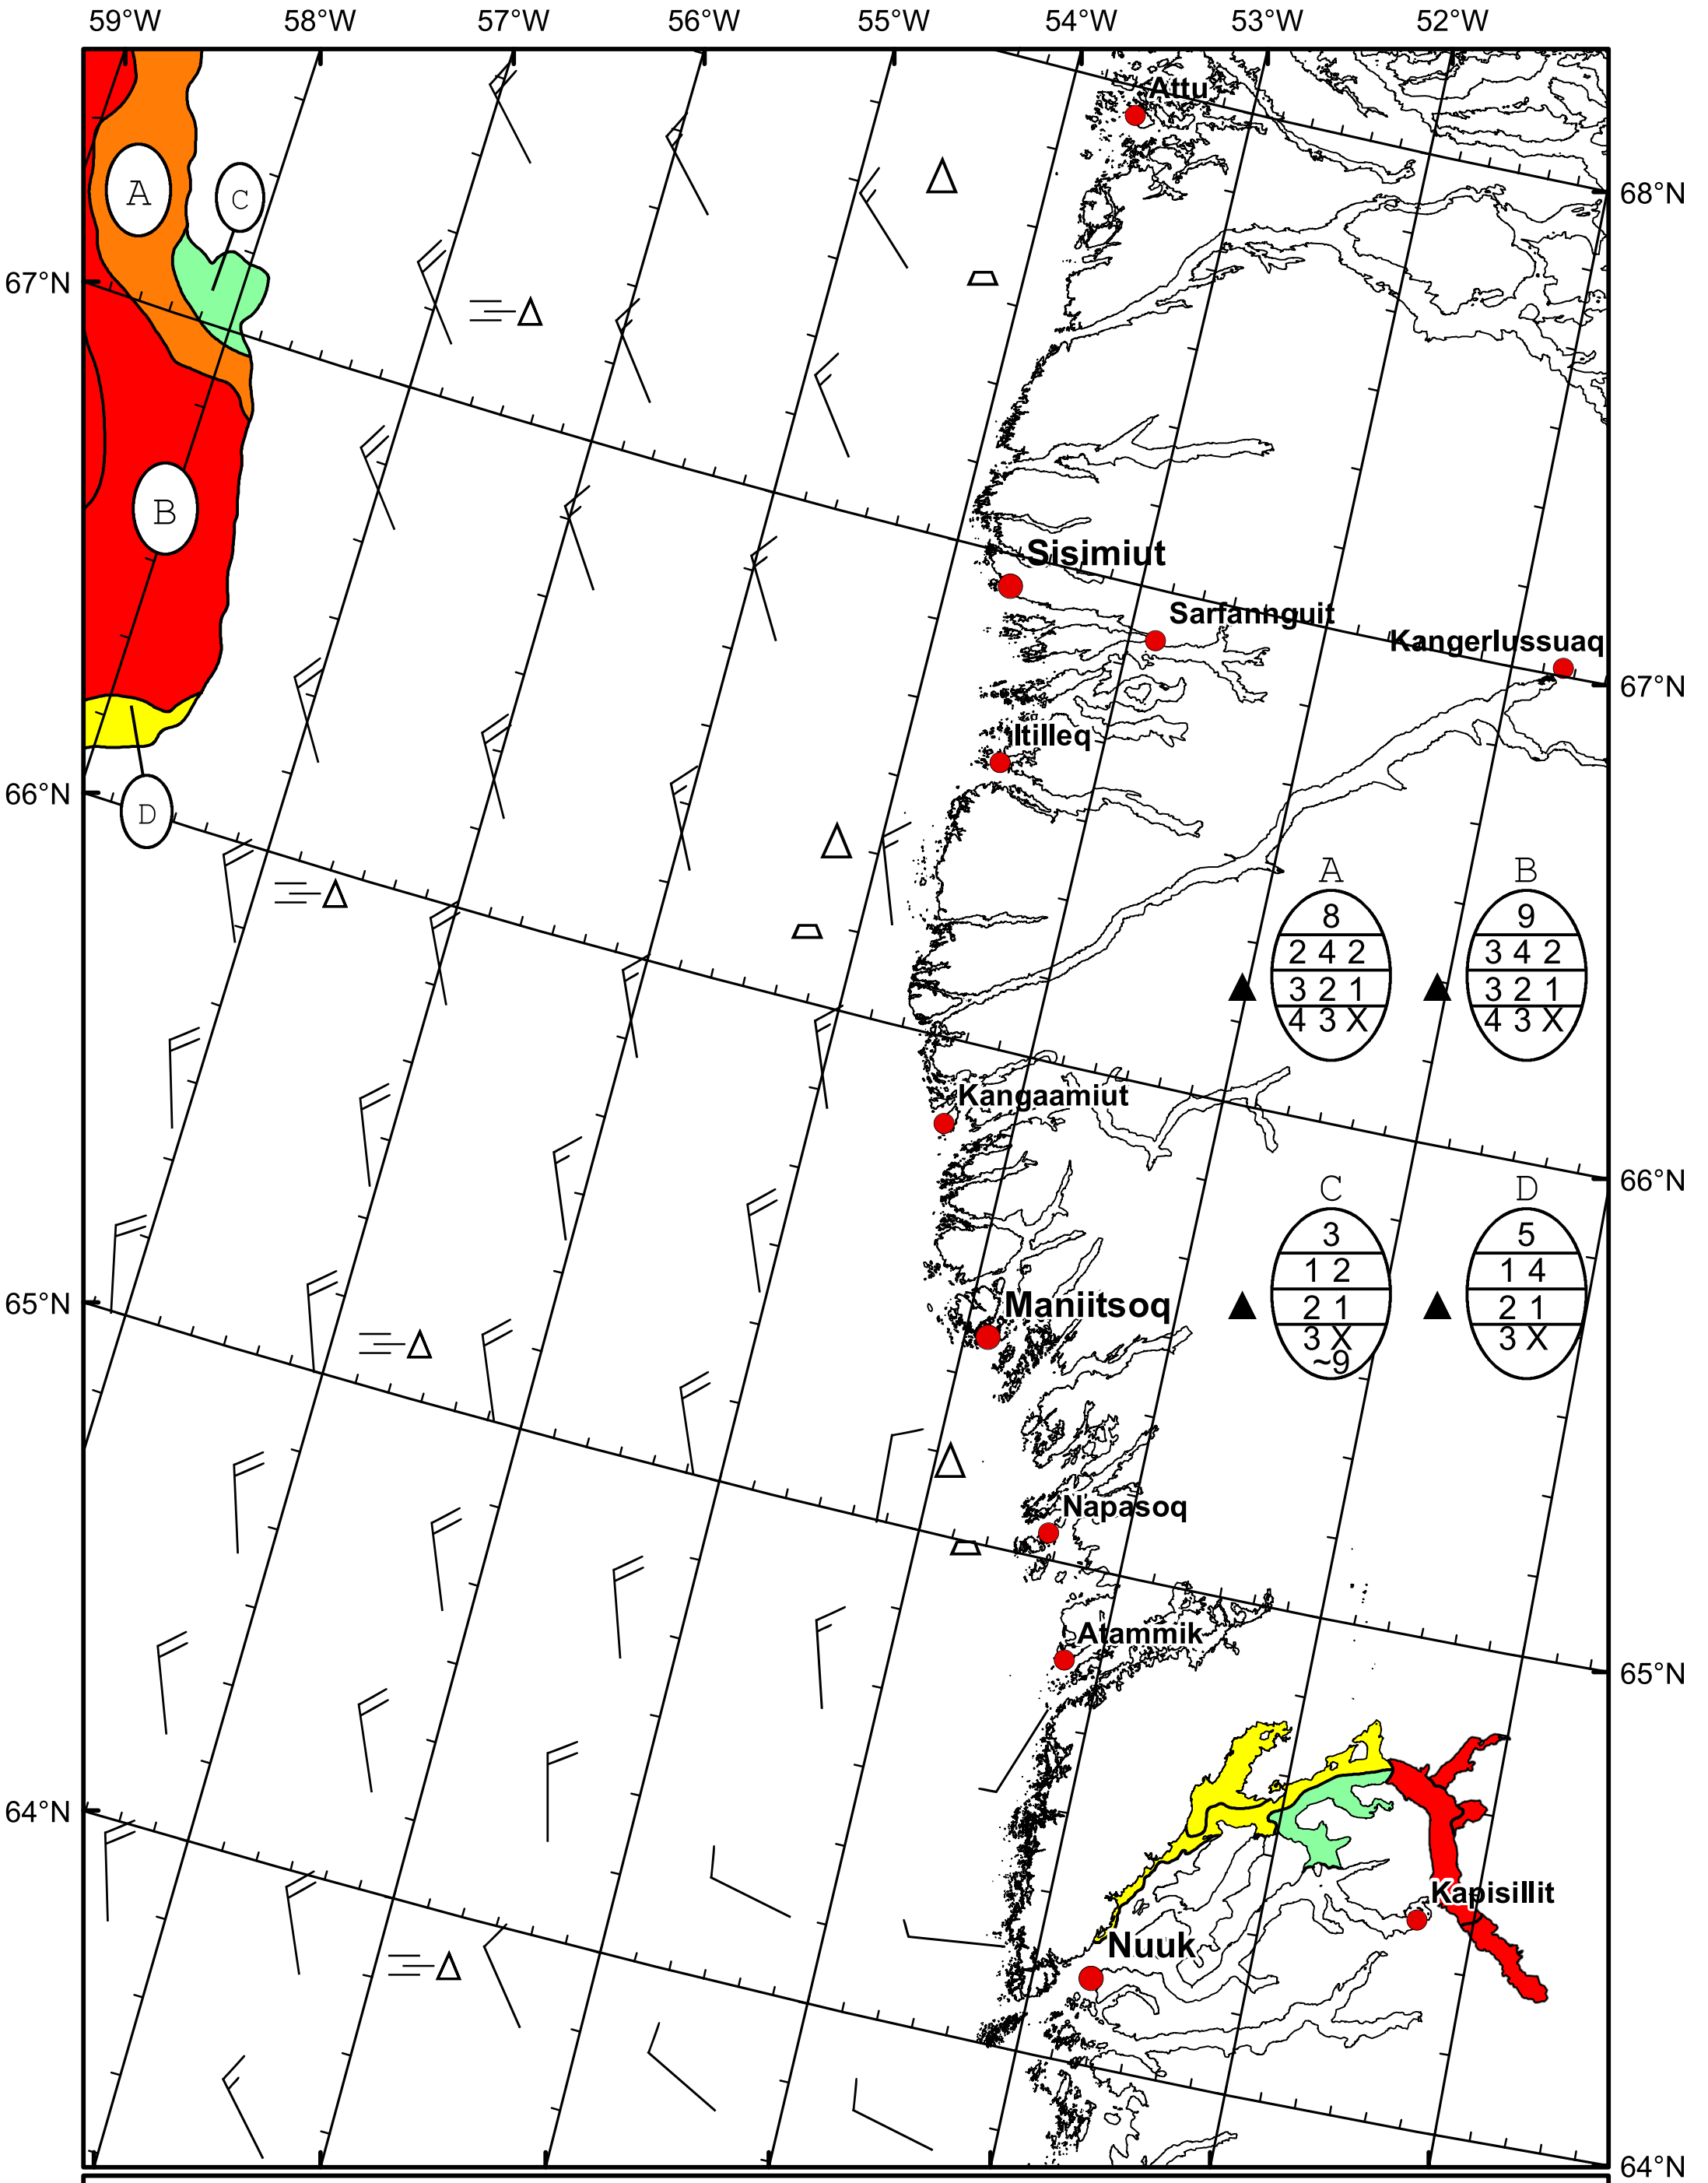 59°W 58°W 57°W 56°W 55°W 54°W 53°W 52°W
Attu
A
C
68°N
67°N
B
Sisimiut
Sarfannguit
Kangerlussuaq
67°N
Itilleq
66°N
D
A B
8 9
2 4 2 3 4 2
3 2 1 3 2 1
4 3 X 4 3 X
Kangaamiut
66°N
C D
3 5
1 2 1 4
2 1 2 1
3 X 3 X
~9
65°N
Maniitsoq
Napasoq
Atammik
65°N
64°N
Kapisillit
Nuuk
64°N